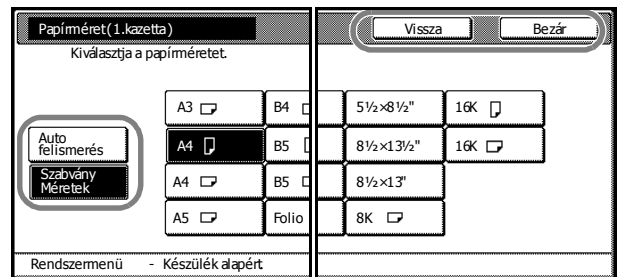 Papírméret(1.kazetta) Vissza Bezár
Kiválasztja a papírméretet.
A3 B4 5½×8½" 16K
Auto
felismerés
A4 B5 8½×13½" 16K
Szabvány
Méretek
A4 B5 8½×13"
A5 Folio 8K
Rendszermenü - Készülék alapért.